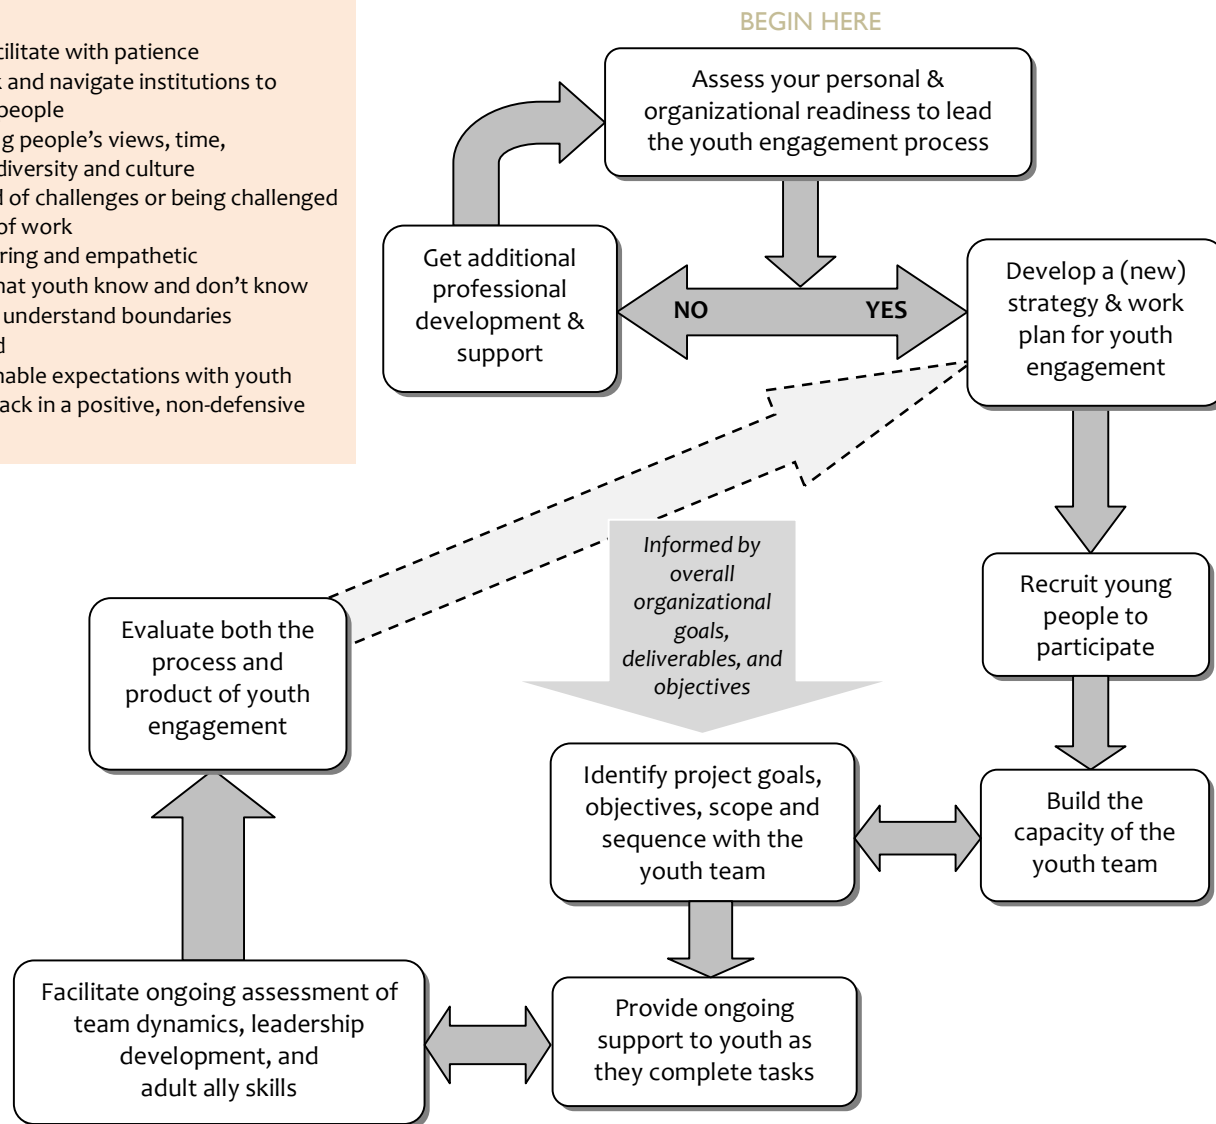 cilitate with patience
and navigate institutions to
people
g people's views, time,
diversity and culture
d of challenges or being challenged
of work
ring and empathetic
hat youth know and don't know
understand boundaries
d
nable expectations with youth
ack in a positive, non-defensive
BEGIN HERE
Assess your personal &
organizational readiness to lead
the youth engagement process
Get additional
professional
development &
support
NO
YES
Develop a (new)
strategy & work
plan for youth
engagement
Recruit young
people to
participate
Build the
capacity of the
youth team
Informed by
overall
organizational
goals,
deliverables, and
objectives
Identify project goals,
objectives, scope and
sequence with the
youth team
Provide ongoing
support to youth as
they complete tasks
Facilitate ongoing assessment of
team dynamics, leadership
development, and
adult ally skills
Evaluate both the
process and
product of youth
engagement